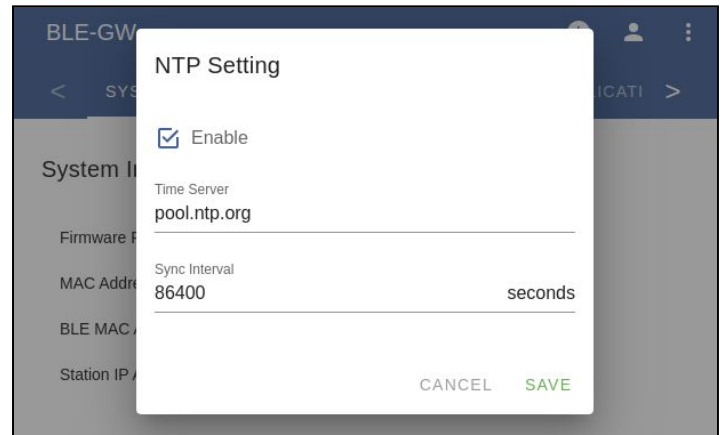 BLE-GW
NTP Setting
< SYS ICATI >
Enable
System I
Time Server
pool.ntp.org
Firmware
Sync Interval
MAC Addre
86400 seconds
BLE MAC
Station IP
CANCEL SAVE